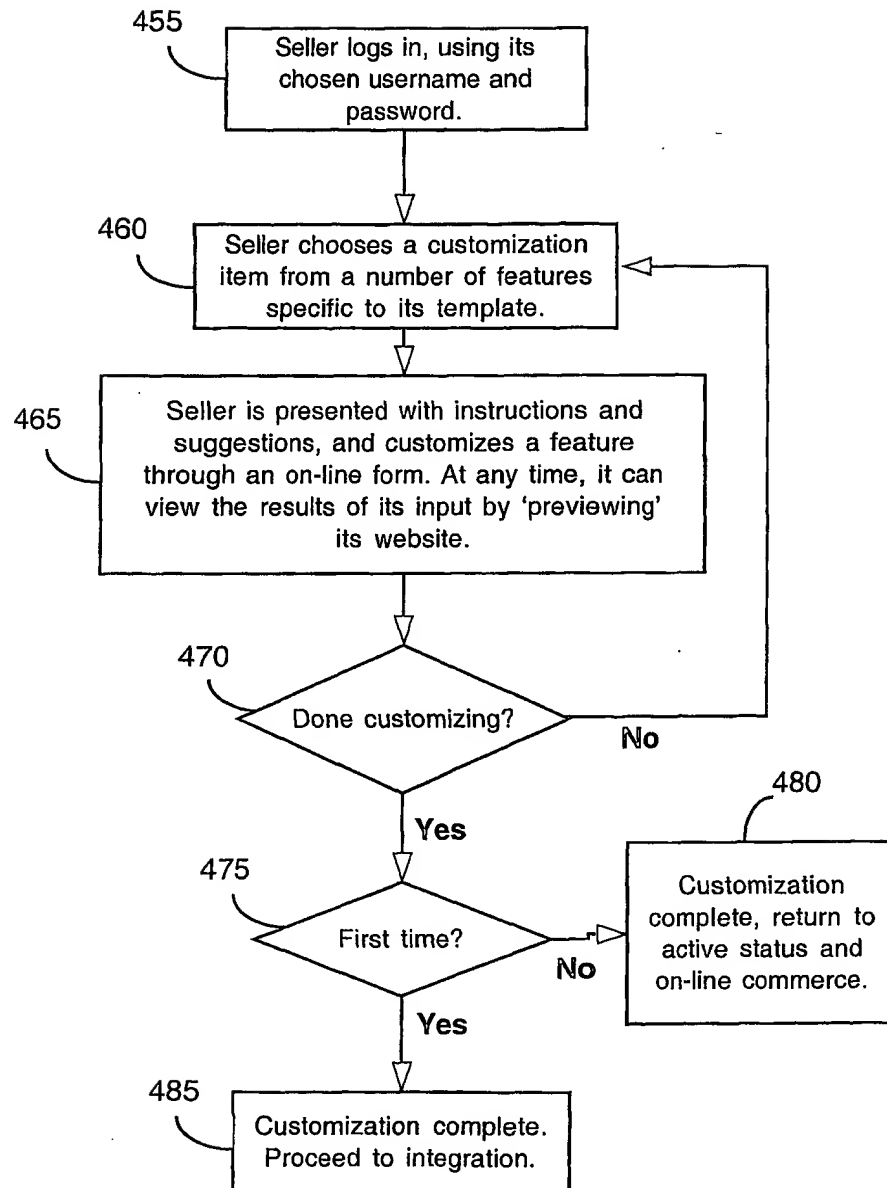 455
Seller logs in, using its
chosen username and
password.
460
Seller chooses a customization
item from a number of features
specific to its template.
465
Seller is presented with instructions and
suggestions, and customizes a feature
through an on-line form. At any time, it can
view the results of its input by ‘previewing’
its website.
470
Done customizing?
No
Yes
480
475
First time?
No
Customization
complete, return to
active status and
on-line commerce.
Yes
485
Customization complete.
Proceed to integration.